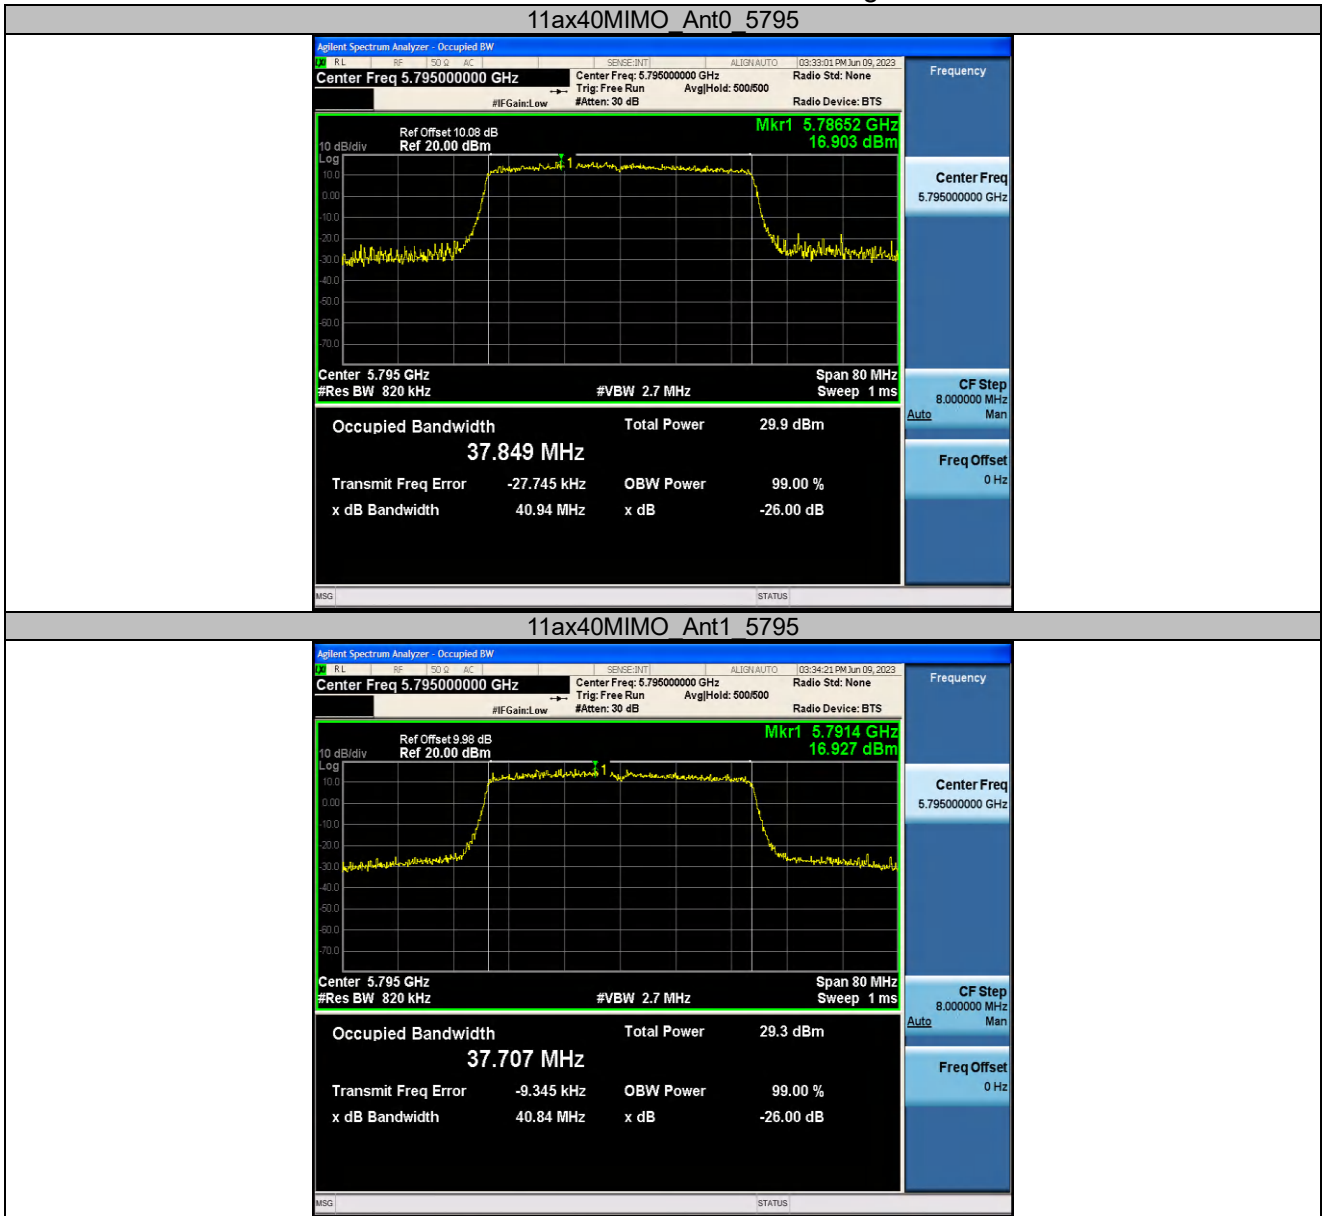 11ax40MIMO_Ant0_5795
Agilent Spectrum Analyzer - Occupied BW
RL RF 50 Ω AC SENSE:INT ALIGN AUTO 03:33:01 PM Jun 09, 2023
Center Freq 5.795000000 GHz
Center Freq: 5.795000000 GHz
Radio Std: None
Trig: Free Run
Avg|Hold: 500/500
#IFGain:Low
#Atten: 30 dB
Radio Device: BTS
Frequency
Mkr1 5.78652 GHz
16.903 dBm
Ref Offset 10.08 dB
10 dB/div
Ref 20.00 dBm
Log
10.0
0.00
-10.0
-20.0
-30.0
-40.0
-50.0
-60.0
-70.0
1
Center 5.795 GHz
Span 80 MHz
#Res BW 820 kHz
#VBW 2.7 MHz
Sweep 1 ms
Center Freq
5.795000000 GHz
CF Step
8.000000 MHz
Auto Man
Freq Offset
0 Hz
Occupied Bandwidth
Total Power 29.9 dBm
37.849 MHz
Transmit Freq Error -27.745 kHz OBW Power 99.00 %
x dB Bandwidth 40.94 MHz x dB -26.00 dB
MSG STATUS
11ax40MIMO_Ant1_5795
Agilent Spectrum Analyzer - Occupied BW
RL RF 50 Ω AC SENSE:INT ALIGN AUTO 03:34:21 PM Jun 09, 2023
Center Freq 5.795000000 GHz
Center Freq: 5.795000000 GHz
Radio Std: None
Trig: Free Run
Avg|Hold: 500/500
#IFGain:Low
#Atten: 30 dB
Radio Device: BTS
Frequency
Mkr1 5.7914 GHz
16.927 dBm
Ref Offset 9.98 dB
10 dB/div
Ref 20.00 dBm
Log
10.0
0.00
-10.0
-20.0
-30.0
-40.0
-50.0
-60.0
-70.0
1
Center 5.795 GHz
Span 80 MHz
#Res BW 820 kHz
#VBW 2.7 MHz
Sweep 1 ms
Center Freq
5.795000000 GHz
CF Step
8.000000 MHz
Auto Man
Freq Offset
0 Hz
Occupied Bandwidth
Total Power 29.3 dBm
37.707 MHz
Transmit Freq Error -9.345 kHz OBW Power 99.00 %
x dB Bandwidth 40.84 MHz x dB -26.00 dB
MSG STATUS